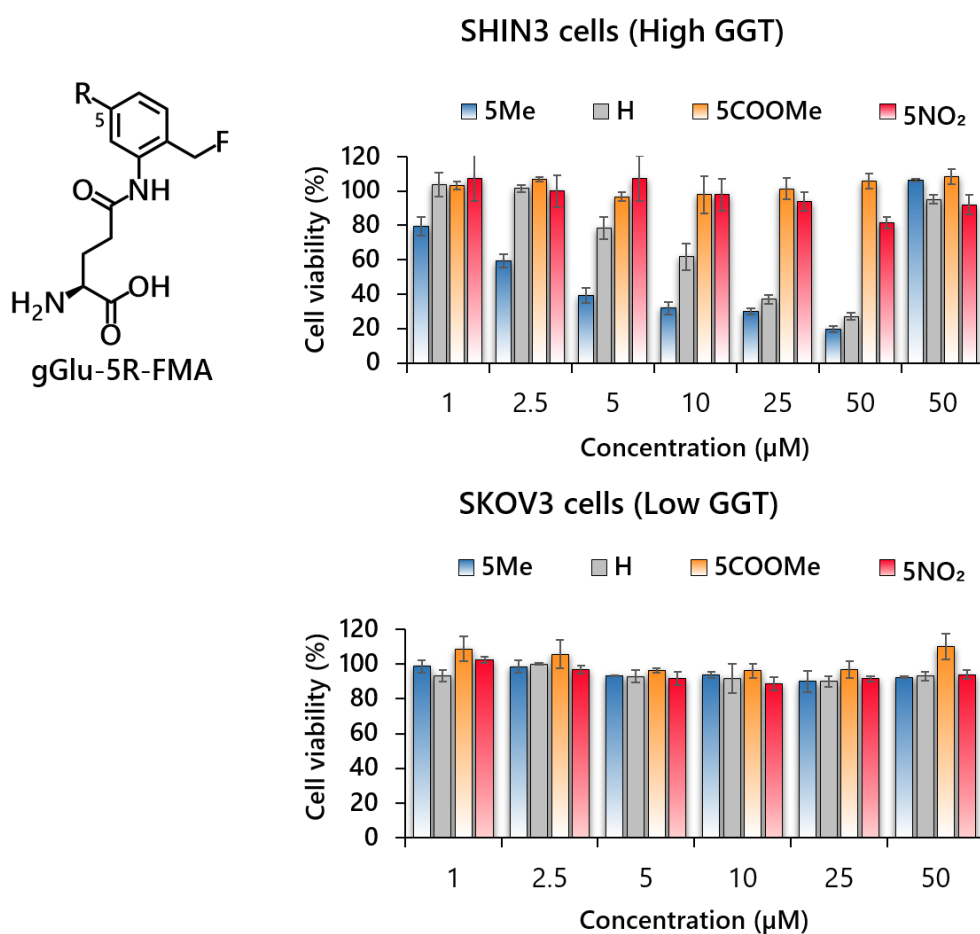 SHIN3 cells (High GGT)
5Me H 5COOMe 5NO₂
R
5
F
O
NH
H₂N
OH
O
gGlu-5R-FMA
Cell viability (%)
120
100
80
60
40
20
0
1 2.5 5 10 25 50 50
Concentration (µM)
SKOV3 cells (Low GGT)
5Me H 5COOMe 5NO₂
Cell viability (%)
120
100
80
60
40
20
0
1 2.5 5 10 25 50
Concentration (µM)